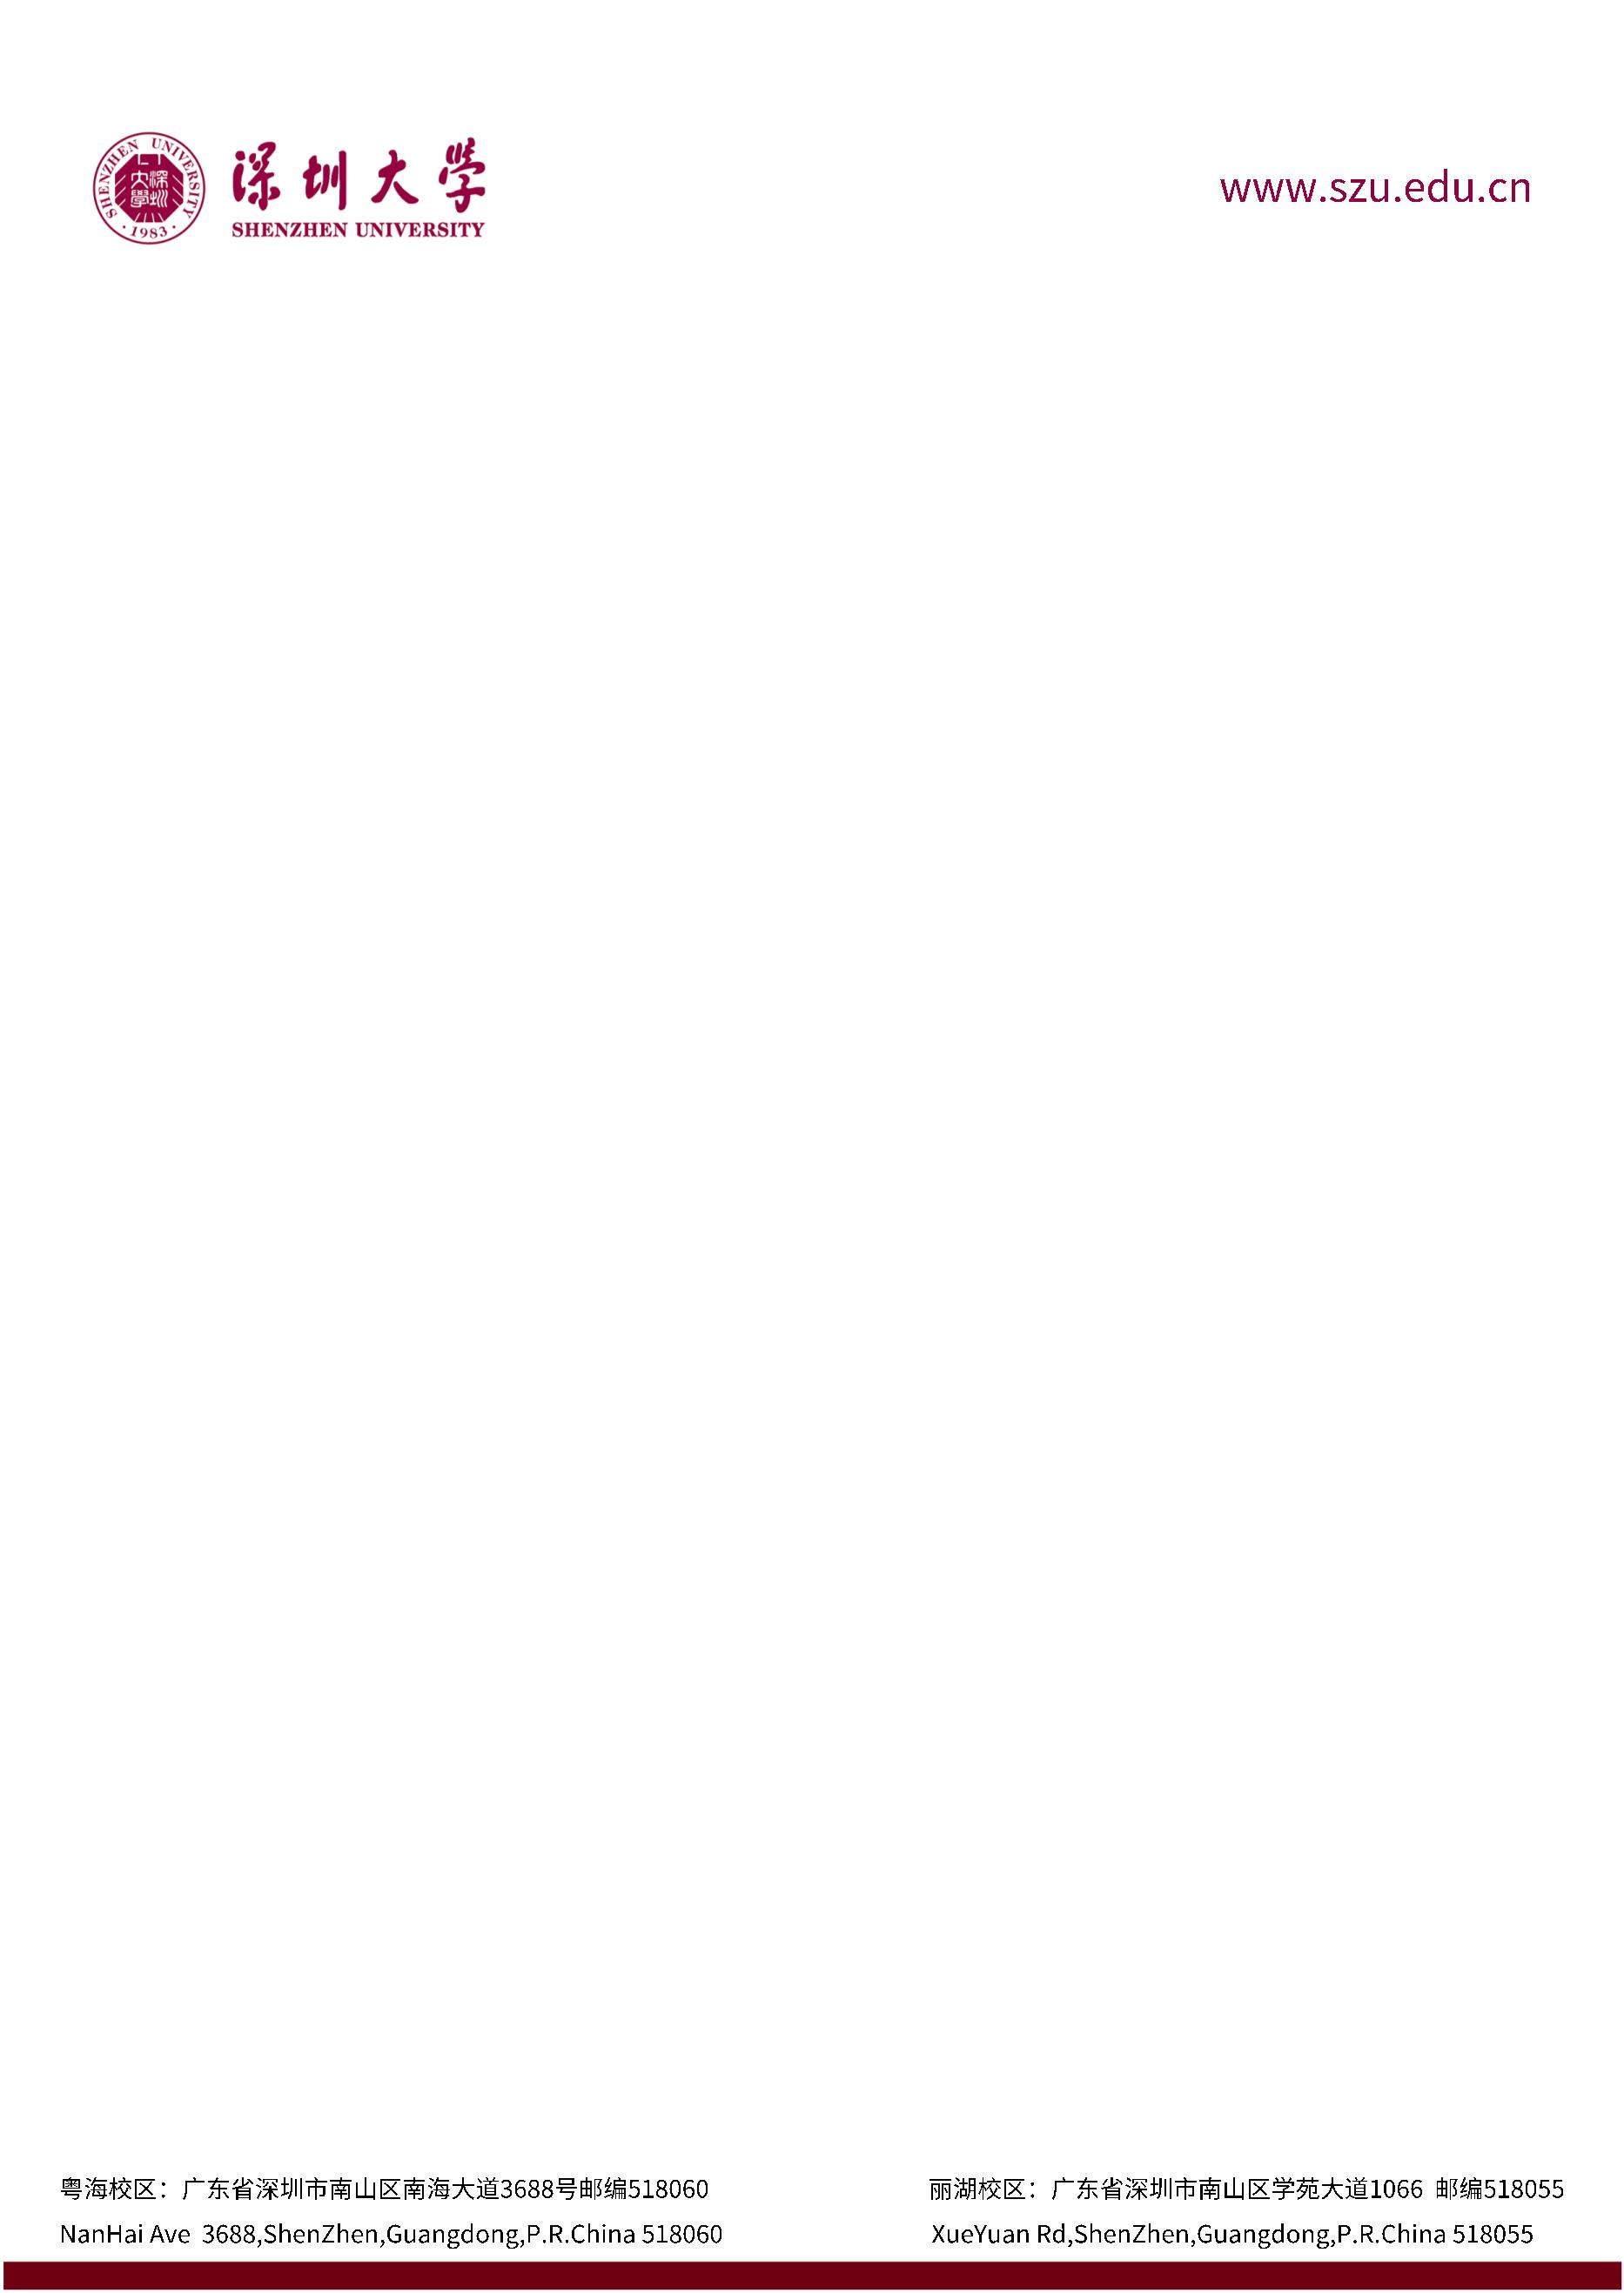 SHENZHEN UNIVERSITY
深圳大學
· 1983 ·
深圳大學
SHENZHEN UNIVERSITY
www.szu.edu.cn
粤海校区：广东省深圳市南山区南海大道3688号邮编518060
NanHai Ave 3688,ShenZhen,Guangdong,P.R.China 518060
丽湖校区：广东省深圳市南山区学苑大道1066 邮编518055
XueYuan Rd,ShenZhen,Guangdong,P.R.China 518055